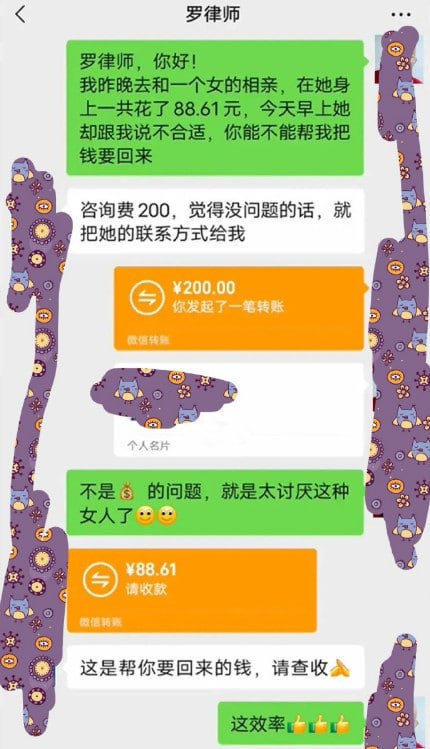 罗律师
罗律师，你好！
我昨晚去和一个女的相亲，在她身
上一共花了88.61元，今天早上她
却跟我说不合适，你能不能帮我把
钱要回来
咨询费200，觉得没问题的话，就
把她的联系方式给我
¥200.00
你发起了一笔转账
微信转账
个人名片
不是💰 的问题，就是太讨厌这种
女人了🙂🙂
¥88.61
请收款
微信转账
这是帮你要回来的钱，请查收🫴
这效率👍👍👍